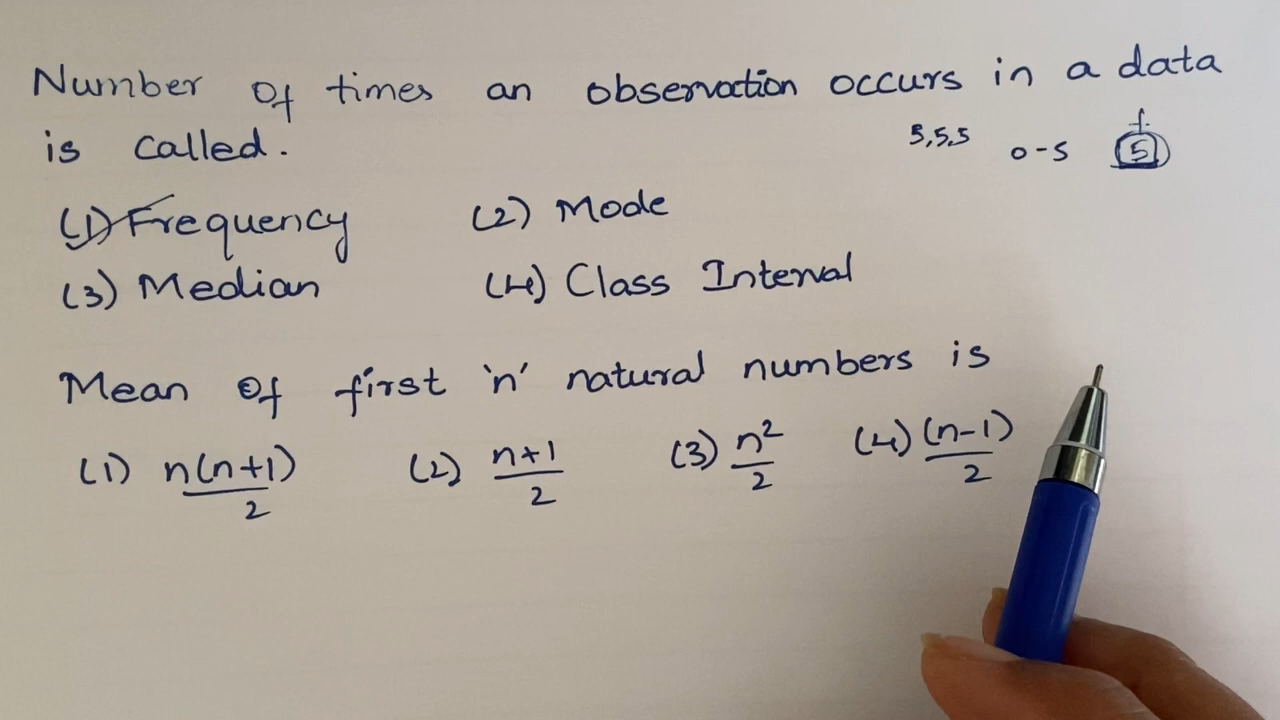 Number of times an observation occurs in a data
is called.
5,5,5 0-5 f 5
(1) Frequency (2) Mode
(3) Median (4) Class Interval
Mean of first 'n' natural numbers is
(1) n(n+1)/2 (2) n+1/2 (3) n²/2 (4) (n-1)/2